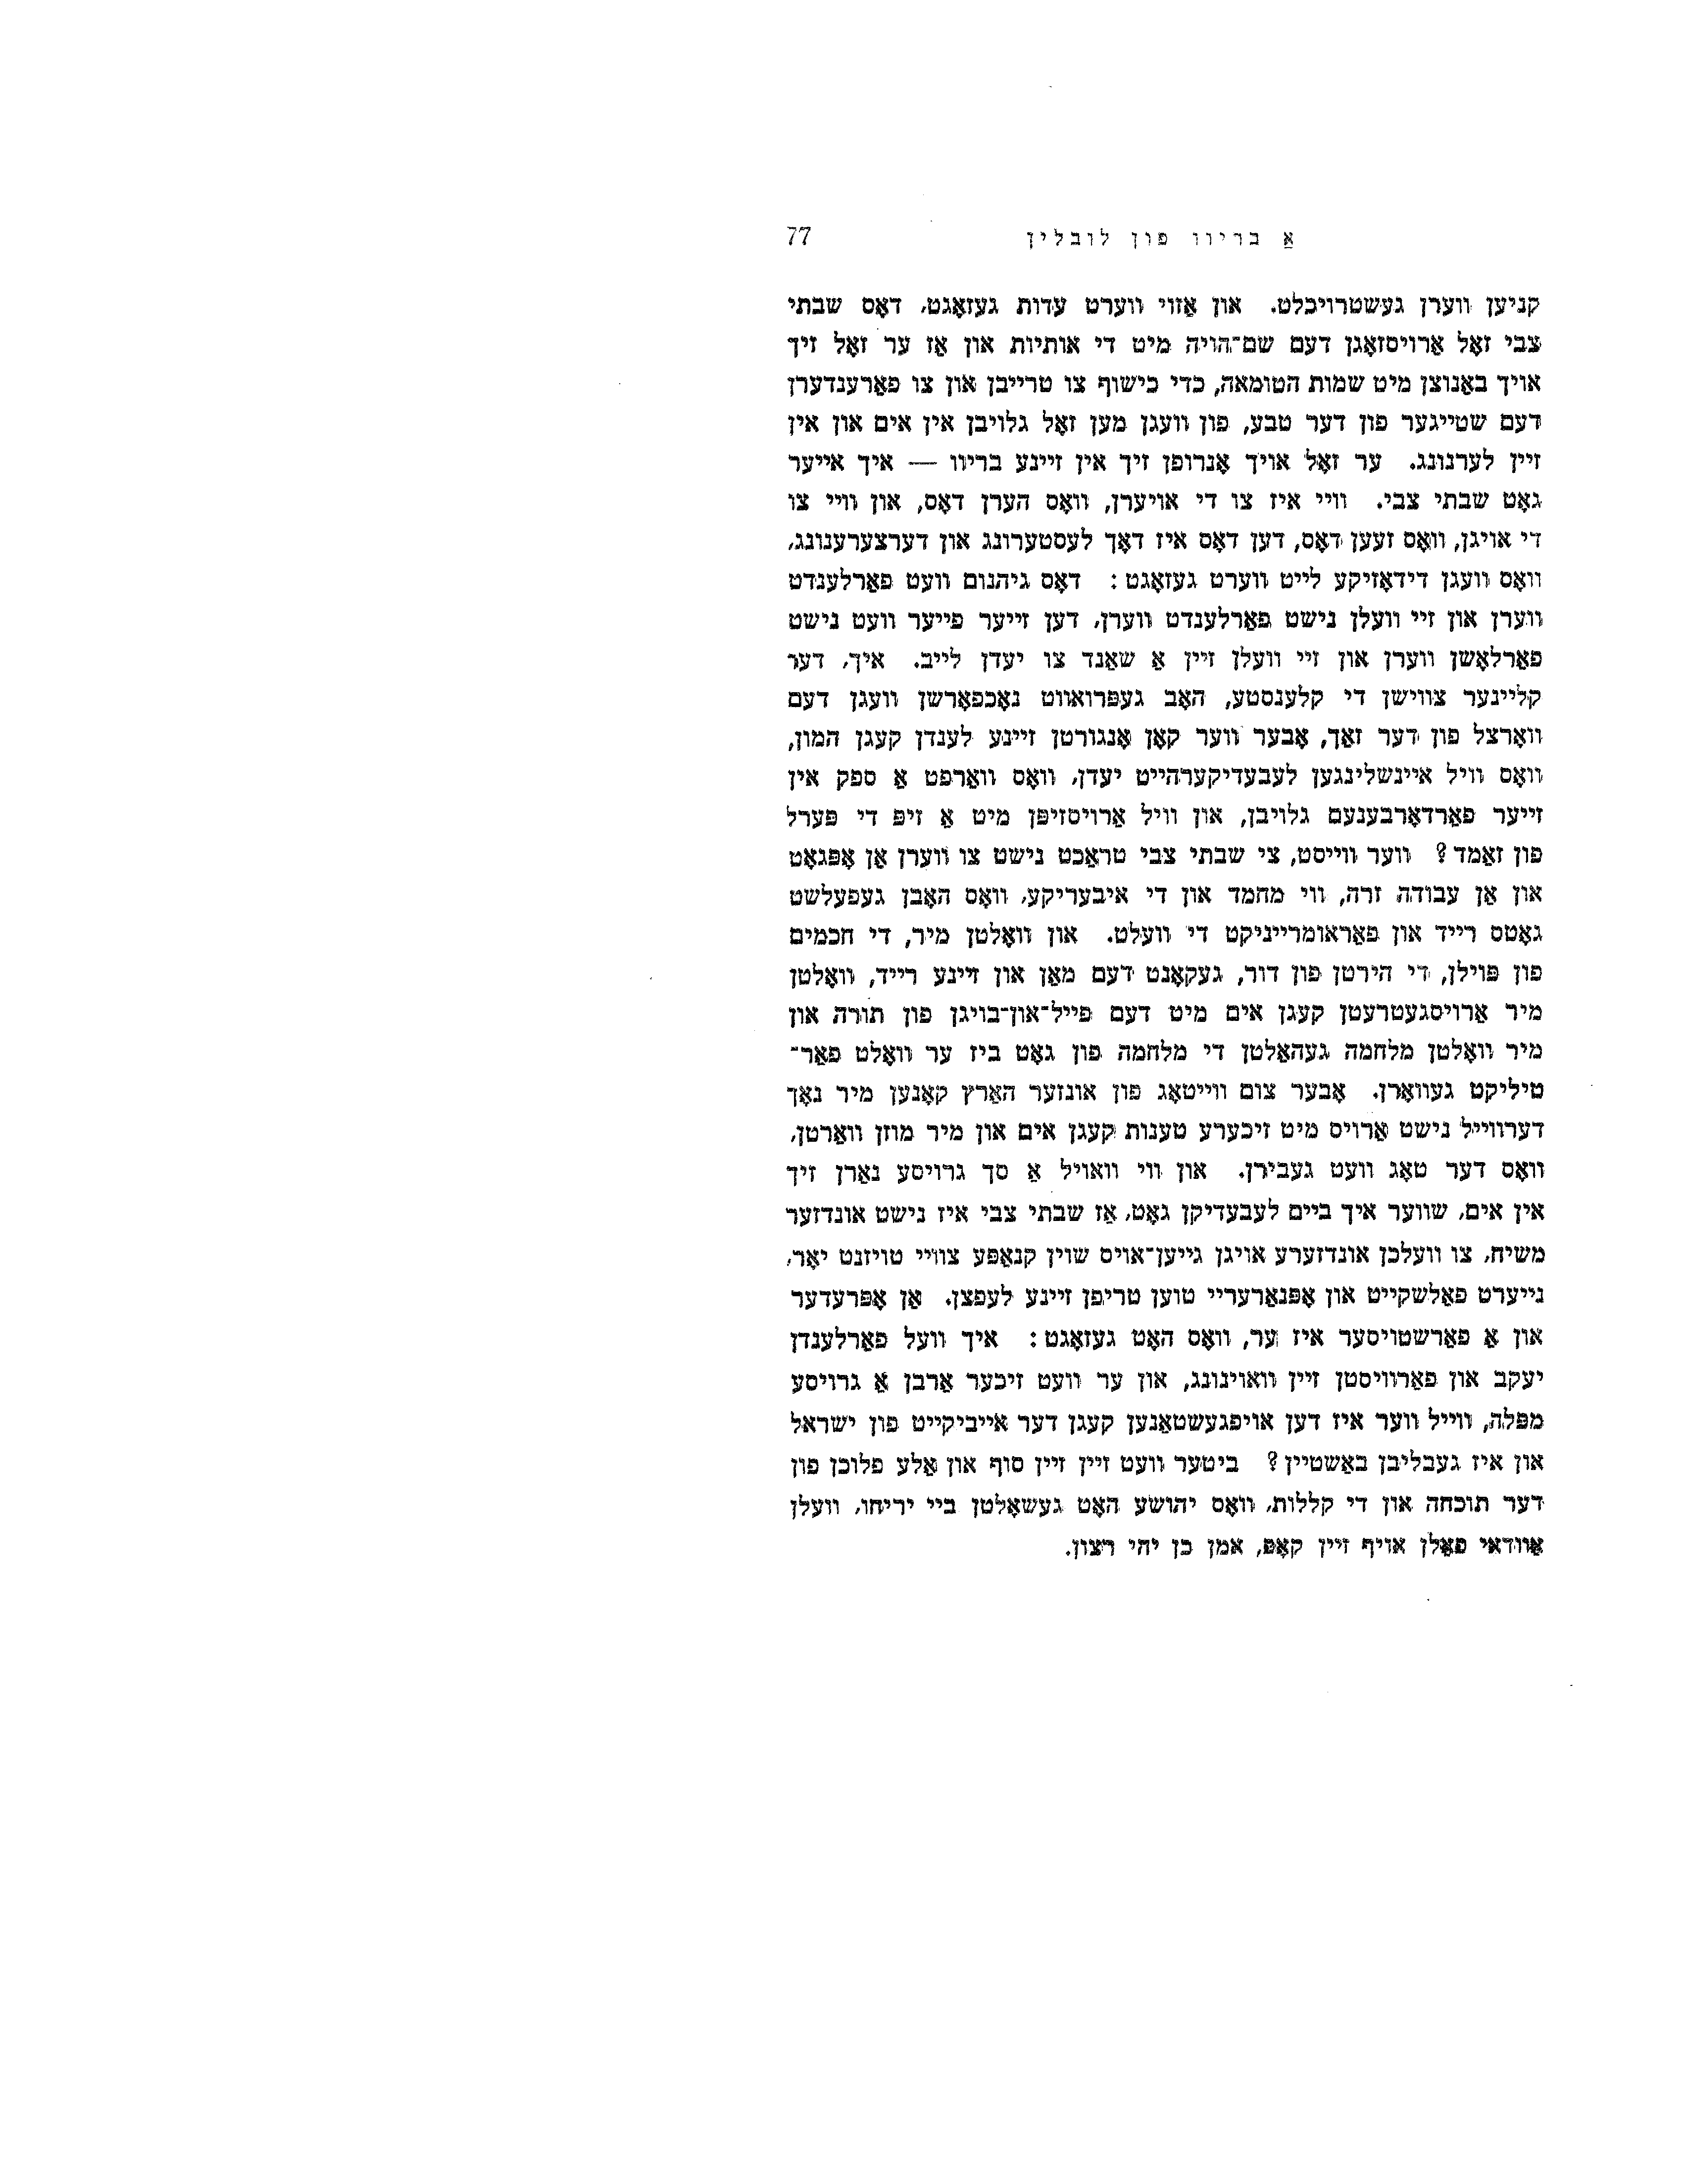 אַ בריוו פון לובלין 77
קניען ווערן געשטרויכלט. און אַזוי ווערט עדות געזאָגט, דאָס שבתי
צבי זאָל אַרויסזאָגן דעם שם־הויה מיט די אותיות און אַז ער זאָל זיך
אויך באַנוצן מיט שמות הטומאה, כדי כישוף צו טרייבן און צו פאַרענדערן
דעם שטייגער פון דער טבע, פון וועגן מען זאָל גלויבן אין אים און אין
זיין לערנונג. ער זאָל אויך אָנרופן זיך אין זיינע בריוו — איך אייער
גאָט שבתי צבי. וויי איז צו די אויערן, וואָס הערן דאָס, און וויי צו
די אויגן, וואָס זעען דאָס, דען דאָס איז דאָך לעסטערונג און דערצערענונג,
וואָס וועגן דידאָזיקע לייט ווערט געזאָגט: דאָס גיהנום וועט פאַרלענדט
ווערן און זיי וועלן נישט פאַרלענדט ווערן, דען זייער פייער וועט נישט
פאַרלאָשן ווערן און זיי וועלן זיין אַ שאַנד צו יעדן לייב. איך, דער
קליינער צווישן די קלענסטע, האָב געפּרואווט נאָכפאָרשן וועגן דעם
וואָרצל פון דער זאַך, אָבער ווער קאָן אָנגורטן זיינע לענדן קעגן המון,
וואָס וויל איינשלינגען לעבעדיקערהייט יעדן, וואָס וואַרפט אַ ספק אין
זייער פאַרדאָרבענעם גלויבן, און וויל אַרויסזיפּן מיט אַ זיפּ די פּערל
פון זאַמד? ווער ווייסט, צי שבתי צבי טראַכט נישט צו ווערן אַן אָפּגאָט
און אַן עבודה זרה, ווי מחמד און די איבעריקע, וואָס האָבן געפעלשט
גאָטס רייד און פאַראומרייניקט די וועלט. און וואָלטן מיר, די חכמים
פון פּוילן, די הירטן פון דור, געקאָנט דעם מאַן און זיינע רייד, וואָלטן
מיר אַרויסגעטרעטן קעגן אים מיט דעם פייל־און־בויגן פון תורה און
מיר וואָלטן מלחמה געהאַלטן די מלחמה פון גאָט ביז ער וואָלט פאַר־
טיליקט געוואָרן. אָבער צום ווייטאָג פון אונזער האַרץ קאָנען מיר נאָך
דערווייל נישט אַרויס מיט זיכערע טענות קעגן אים און מיר מוזן וואַרטן,
וואָס דער טאָג וועט געבירן. און ווי וואויל אַ סך גרויסע נאַרן זיך
אין אים, שווער איך ביים לעבעדיקן גאָט, אַז שבתי צבי איז נישט אונדזער
משיח, צו וועלכן אונדזערע אויגן גייען־אויס שוין קנאַפּע צוויי טויזנט יאָר,
נייערט פאַלשקייט און אָפּנאַרעריי טוען טריפן זיינע לעפצן. אַן אָפּרעדער
און אַ פאַרשטויסער איז ער, וואָס האָט געזאָגט: איך וועל פאַרלענדן
יעקב און פאַרוויסטן זיין וואוינונג, און ער וועט זיכער אַרבן אַ גרויסע
מפּלה, ווייל ווער איז דען אויפגעשטאַנען קעגן דער אייביקייט פון ישראל
און איז געבליבן באַשטיין? ביטער וועט זיין זיין סוף און אַלע פלוכן פון
דער תוכחה און די קללות, וואָס יהושע האָט געשאָלטן ביי יריחו, וועלן
אַוודאי פאַלן אויף זיין קאָפּ, אמן כן יהי רצון.